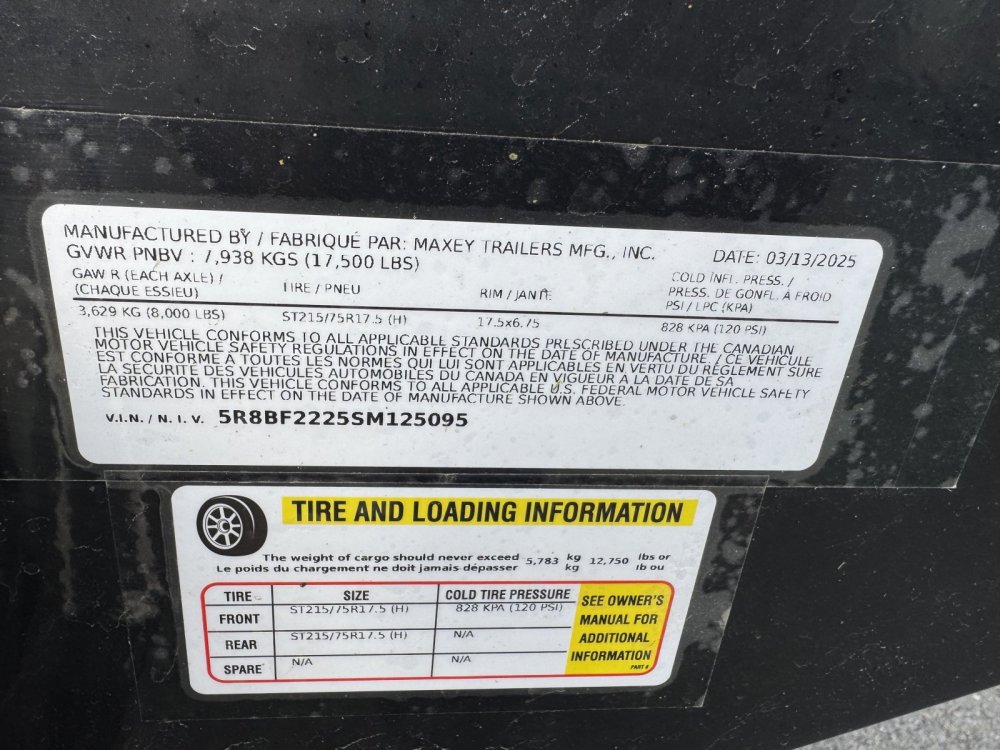 MANUFACTURED BY / FABRIQUÉ PAR: MAXEY TRAILERS MFG., INC. DATE: 03/13/2025
GVWR PNBV : 7,938 KGS (17,500 LBS)
GAWR (EACH AXLE) / (CHAQUE ESSIEU) TIRE / PNEU RIM / JANTE COLD INFL. PRESS. / PRESS. DE GONFL. À FROID PSI / LPC (KPA)
3,629 KG (8,000 LBS) ST215/75R17.5 (H) 17.5x6.75 828 KPA (120 PSI)
THIS VEHICLE CONFORMS TO ALL APPLICABLE STANDARDS PRESCRIBED UNDER THE CANADIAN
MOTOR VEHICLE SAFETY REGULATIONS IN EFFECT ON THE DATE OF MANUFACTURE. / CE VEHICULE
EST CONFORME À TOUTES LES NORMES QUI LUI SONT APPLICABLES EN VERTU DU RÈGLEMENT SURE
LA SECURITE DES VEHICULES AUTOMOBILES DU CANADA EN VIGUEUR A LA DATE DE SA
FABRICATION. THIS VEHICLE CONFORMS TO ALL APPLICABLE U.S. FEDERAL MOTOR VEHICLE SAFETY
STANDARDS IN EFFECT ON THE DATE OF MANUFACTURE SHOWN ABOVE.
V.I.N. / N. I. V. 5R8BF2225SM125095
TIRE AND LOADING INFORMATION
The weight of cargo should never exceed 5,783 kg 12,750 lbs or
Le poids du chargement ne doit jamais dépasser kg lb ou
TIRE SIZE COLD TIRE PRESSURE
FRONT ST215/75R17.5 (H) 828 KPA (120 PSI)
REAR ST215/75R17.5 (H) N/A
SPARE N/A N/A
SEE OWNER'S
MANUAL FOR
ADDITIONAL
INFORMATION
PART #